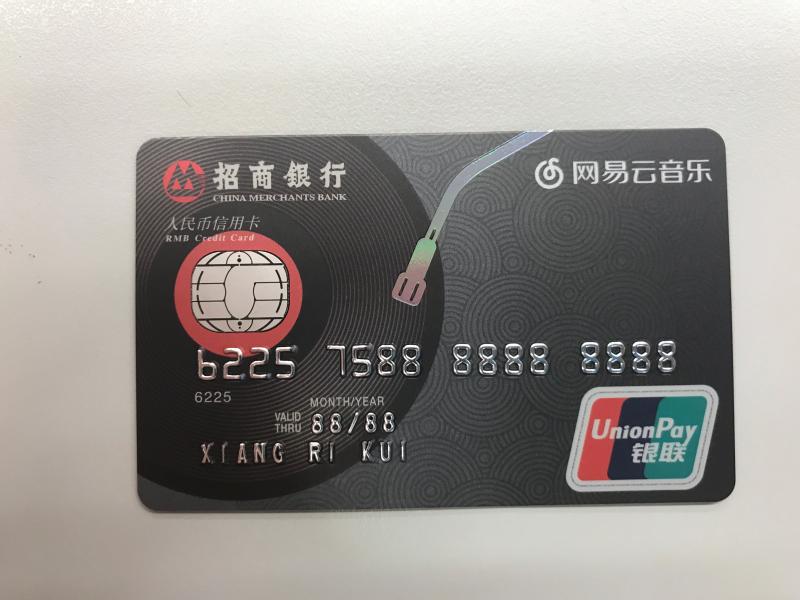 招商銀行
CHINA MERCHANTS BANK
网易云音乐
人民币信用卡
RMB Credit Card
6225 7588 8888 8888
6225
MONTH/YEAR
VALID THRU 88/88
XIANG RI KUI
UnionPay
银联